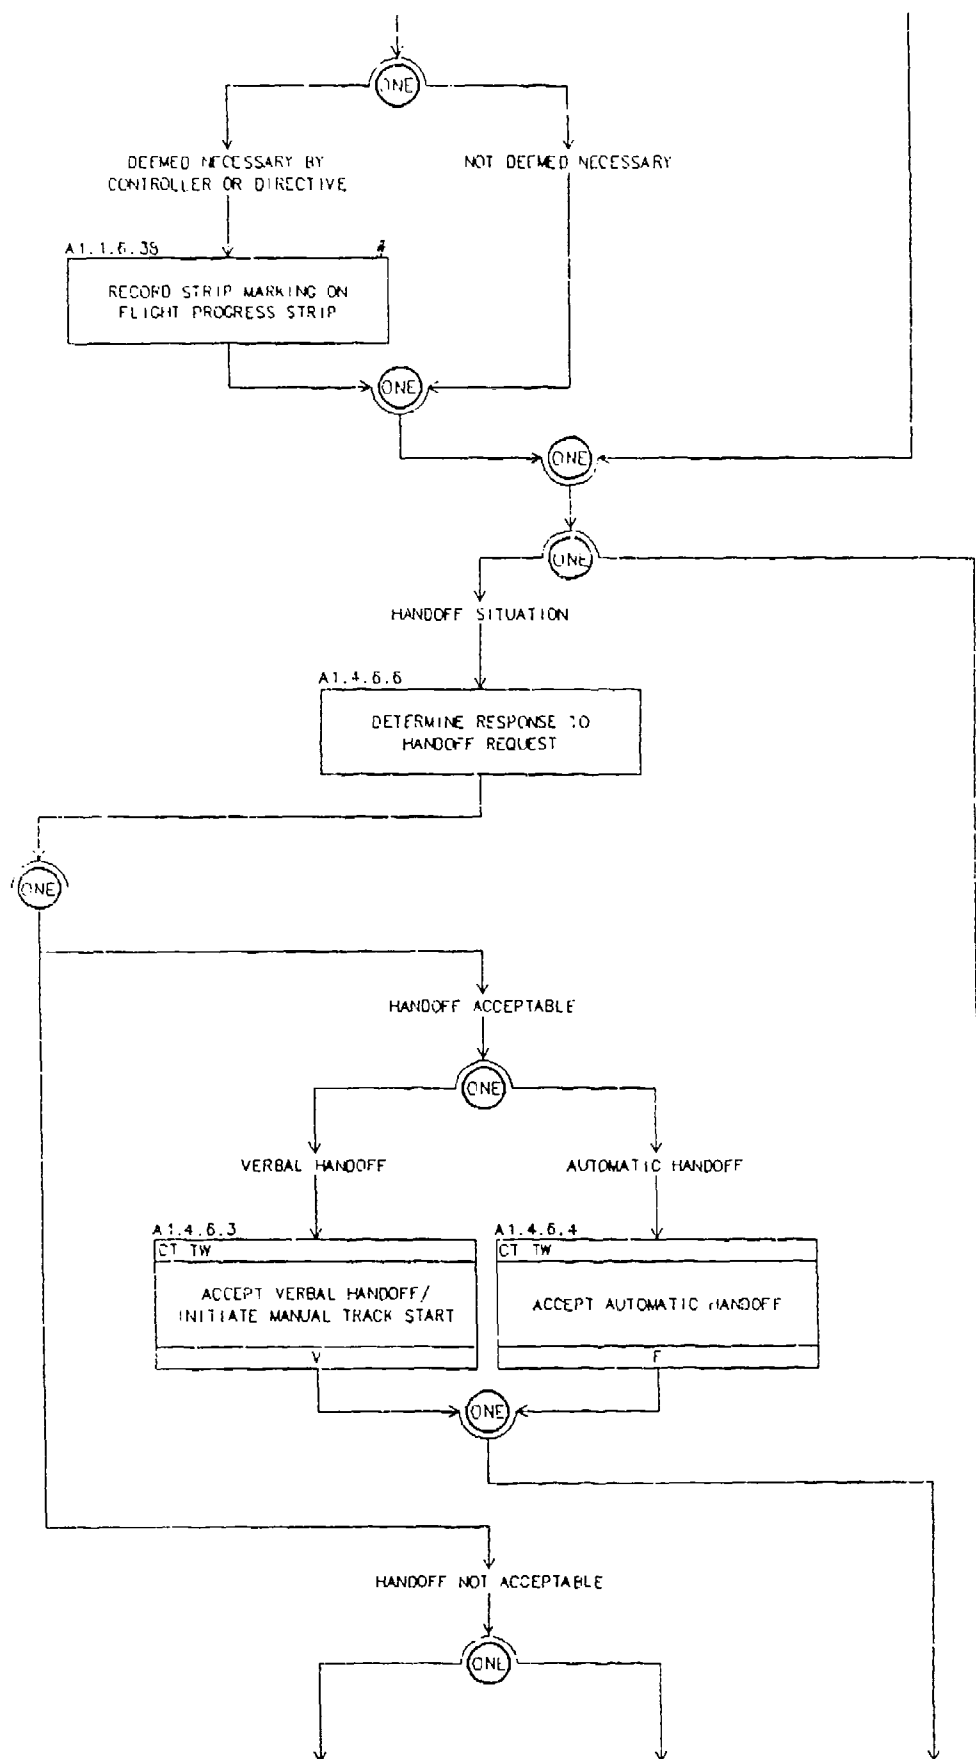 ONE
DEEMED NECESSARY BY
CONTROLLER OR DIRECTIVE
NOT DEEMED NECESSARY
A1.1.6.3S
RECORD STRIP MARKING ON
FLIGHT PROGRESS STRIP
ONE
ONE
ONE
HANDOFF SITUATION
A1.4.6.6
DETERMINE RESPONSE TO
HANDOFF REQUEST
ONE
HANDOFF ACCEPTABLE
ONE
VERBAL HANDOFF
AUTOMATIC HANDOFF
A1.4.6.3
CT TW
ACCEPT VERBAL HANDOFF/
INITIATE MANUAL TRACK START
V
A1.4.6.4
CT TW
ACCEPT AUTOMATIC HANDOFF
F
ONE
HANDOFF NOT ACCEPTABLE
ONE